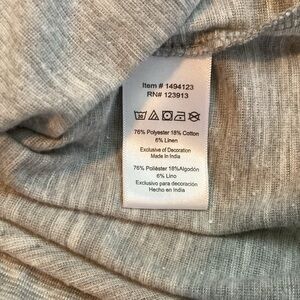 Item # 1494123
RN# 123913
76% Polyester 18% Cotton
6% Linen
Exclusive of Decoration
Made In India
76% Poliéster 18%Algodón
6% Lino
Exclusivo para decoración
Hecho en India